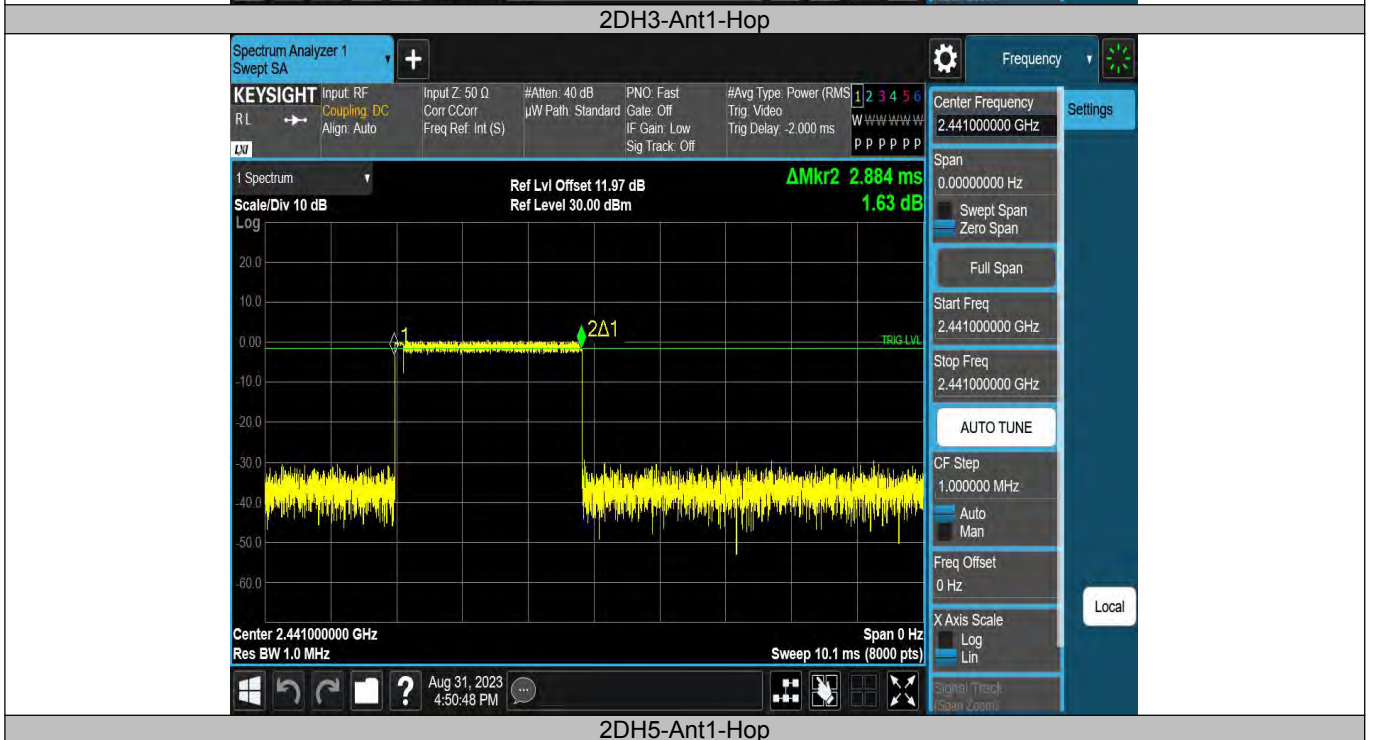 2DH3-Ant1-Hop
Spectrum Analyzer 1
Swept SA
Frequency
KEYSIGHT
RL
LXI
Input: RF
Coupling: DC
Align: Auto
Input Z: 50 Ω
Corr CCorr
Freq Ref: Int (S)
#Atten: 40 dB
µW Path: Standard
PNO: Fast
Gate: Off
IF Gain: Low
Sig Track: Off
#Avg Type: Power (RMS
Trig: Video
Trig Delay: -2.000 ms
1 2 3 4 5 6
W W W W W W
P P P P P P
1 Spectrum
Scale/Div 10 dB
Log
Ref Lvl Offset 11.97 dB
Ref Level 30.00 dBm
ΔMkr2 2.884 ms
1.63 dB
20.0
10.0
0.00
-10.0
-20.0
-30.0
-40.0
-50.0
-60.0
1
2Δ1
TRIG LVL
Center 2.441000000 GHz
Res BW 1.0 MHz
Span 0 Hz
Sweep 10.1 ms (8000 pts)
Aug 31, 2023
4:50:48 PM
Center Frequency
2.441000000 GHz
Settings
Span
0.00000000 Hz
Swept Span
Zero Span
Full Span
Start Freq
2.441000000 GHz
Stop Freq
2.441000000 GHz
AUTO TUNE
CF Step
1.000000 MHz
Auto
Man
Freq Offset
0 Hz
X Axis Scale
Log
Lin
Local
Signal Track
(Span Zoom)
2DH5-Ant1-Hop